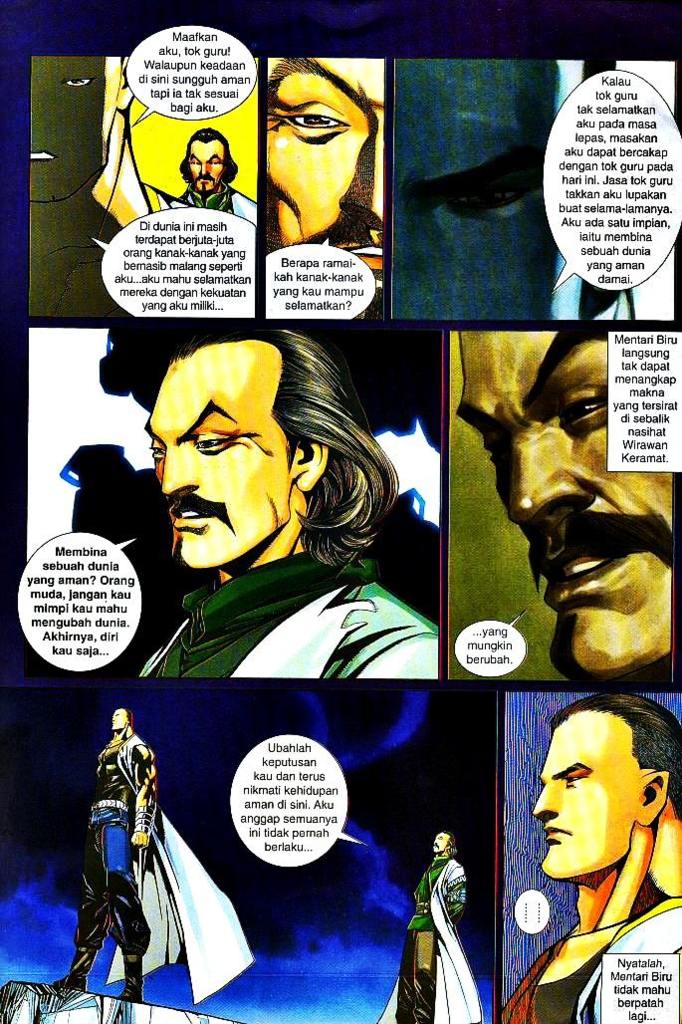 Maafkan
aku, tok guru!
Walaupun keadaan
di sini sungguh aman
tapi ia tak sesuai
bagi aku.
Di dunia ini masih
terdapat berjuta-juta
orang kanak-kanak yang
bernasib malang seperti
aku...aku mahu selamatkan
mereka dengan kekuatan
yang aku miliki...
Berapa ramai-
kah kanak-kanak
yang kau mampu
selamatkan?
Kalau
tok guru
tak selamatkan
aku pada masa
lepas, masakan
aku dapat bercakap
dengan tok guru pada
hari ini. Jasa tok guru
takkan aku lupakan
buat selama-lamanya.
Aku ada satu impian,
iaitu membina
sebuah dunia
yang aman
damai.
Membina
sebuah dunia
yang aman? Orang
muda, jangan kau
mimpi kau mahu
mengubah dunia.
Akhirnya, diri
kau saja...
Mentari Biru
langsung
tak dapat
menangkap
makna
yang tersirat
di sebalik
nasihat
Wirawan
Keramat.
...yang
mungkin
berubah.
Ubahlah
keputusan
kau dan terus
nikmati kehidupan
aman di sini. Aku
anggap semuanya
ini tidak pernah
berlaku...
Nyatalah,
Mentari Biru
tidak mahu
berpatah
lagi...